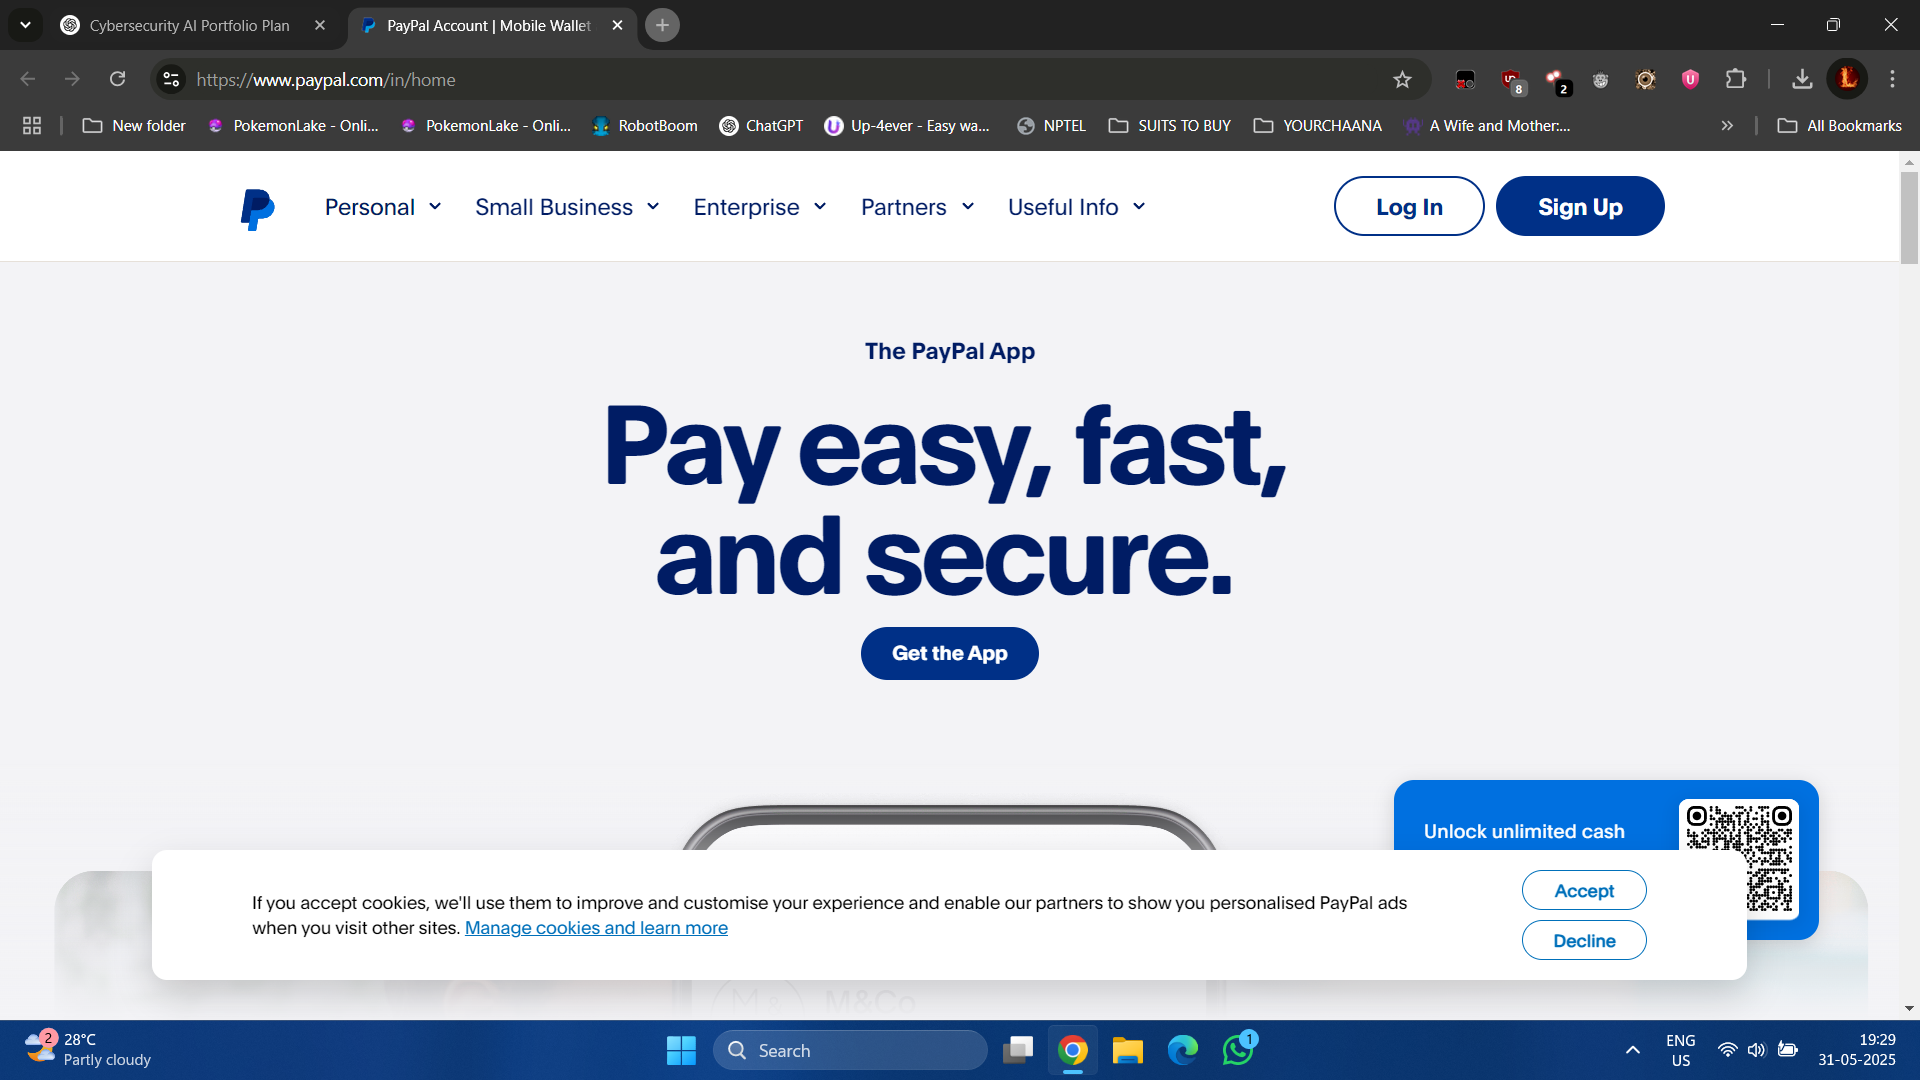 Cybersecurity AI Portfolio Plan
PayPal Account | Mobile Wallet
https://www.paypal.com/in/home
8
2
New folder
PokemonLake - Onli...
PokemonLake - Onli...
RobotBoom
ChatGPT
Up-4ever - Easy wa...
NPTEL
SUITS TO BUY
YOURCHAANA
A Wife and Mother:...
All Bookmarks
Personal
Small Business
Enterprise
Partners
Useful Info
Log In
Sign Up
The PayPal App
Pay easy, fast,
and secure.
Get the App
Unlock unlimited cash
If you accept cookies, we'll use them to improve and customise your experience and enable our partners to show you personalised PayPal ads
when you visit other sites. Manage cookies and learn more
Accept
Decline
M&Co
2
28°C
Partly cloudy
Search
1
ENG
US
19:29
31-05-2025